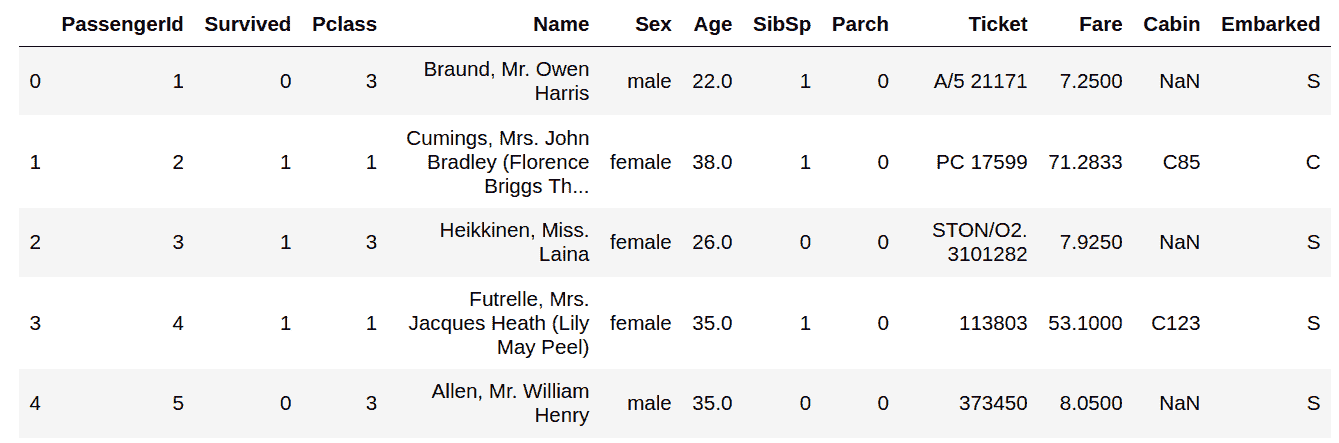 PassengerId Survived Pclass Name Sex Age SibSp Parch Ticket Fare Cabin Embarked
0 1 0 3 Braund, Mr. Owen Harris male 22.0 1 0 A/5 21171 7.2500 NaN S
1 2 1 1 Cumings, Mrs. John Bradley (Florence Briggs Th... female 38.0 1 0 PC 17599 71.2833 C85 C
2 3 1 3 Heikkinen, Miss. Laina female 26.0 0 0 STON/O2. 3101282 7.9250 NaN S
3 4 1 1 Futrelle, Mrs. Jacques Heath (Lily May Peel) female 35.0 1 0 113803 53.1000 C123 S
4 5 0 3 Allen, Mr. William Henry male 35.0 0 0 373450 8.0500 NaN S